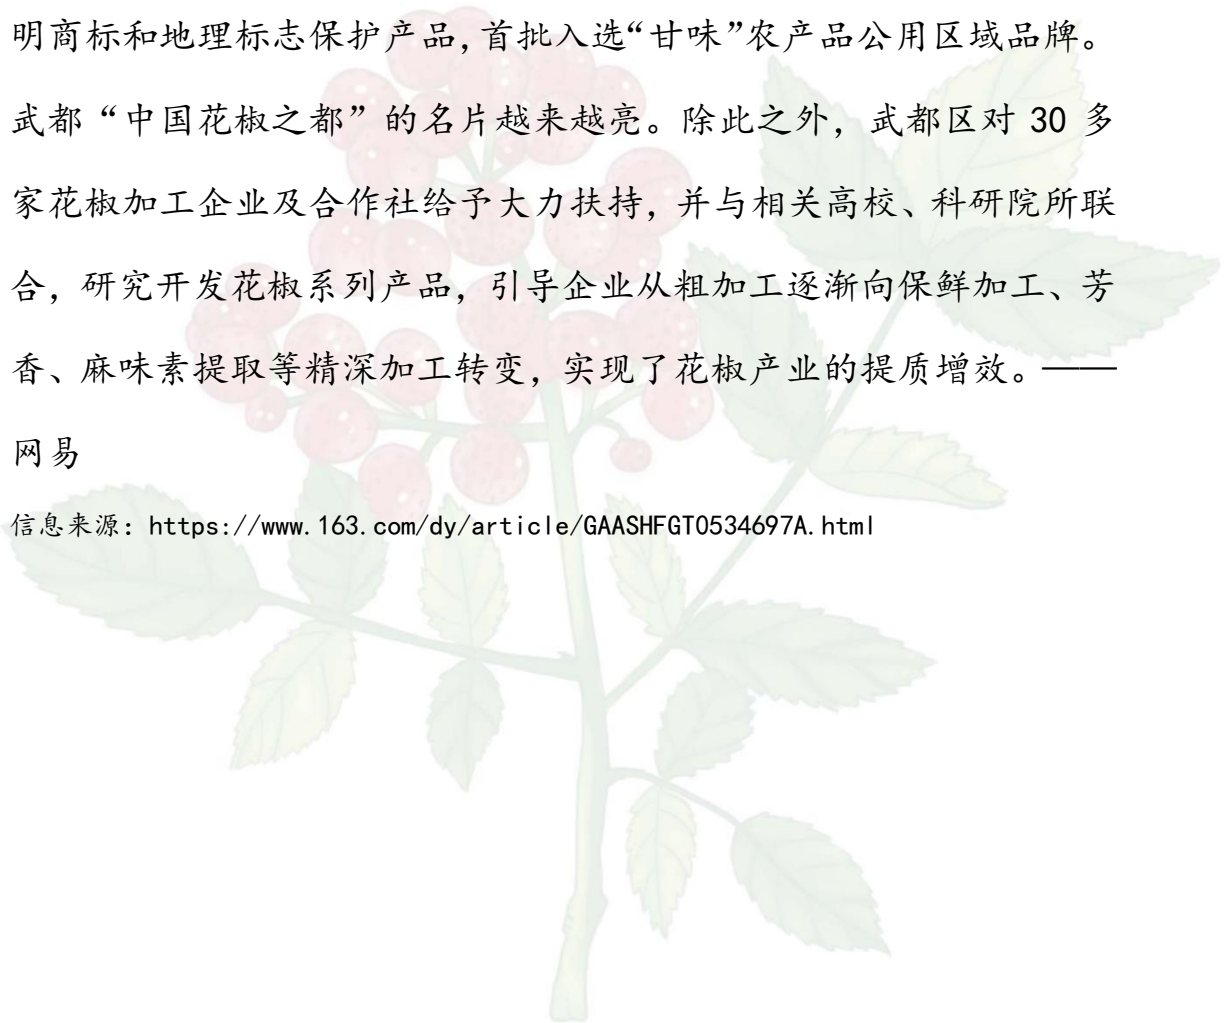 明商标和地理标志保护产品，首批入选“甘味”农产品公用区域品牌。
武都“中国花椒之都”的名片越来越亮。除此之外，武都区对 30 多
家花椒加工企业及合作社给予大力扶持，并与相关高校、科研院所联
合，研究开发花椒系列产品，引导企业从粗加工逐渐向保鲜加工、芳
香、麻味素提取等精深加工转变，实现了花椒产业的提质增效。——
网易
信息来源：https://www.163.com/dy/article/GAASHFGT0534697A.html